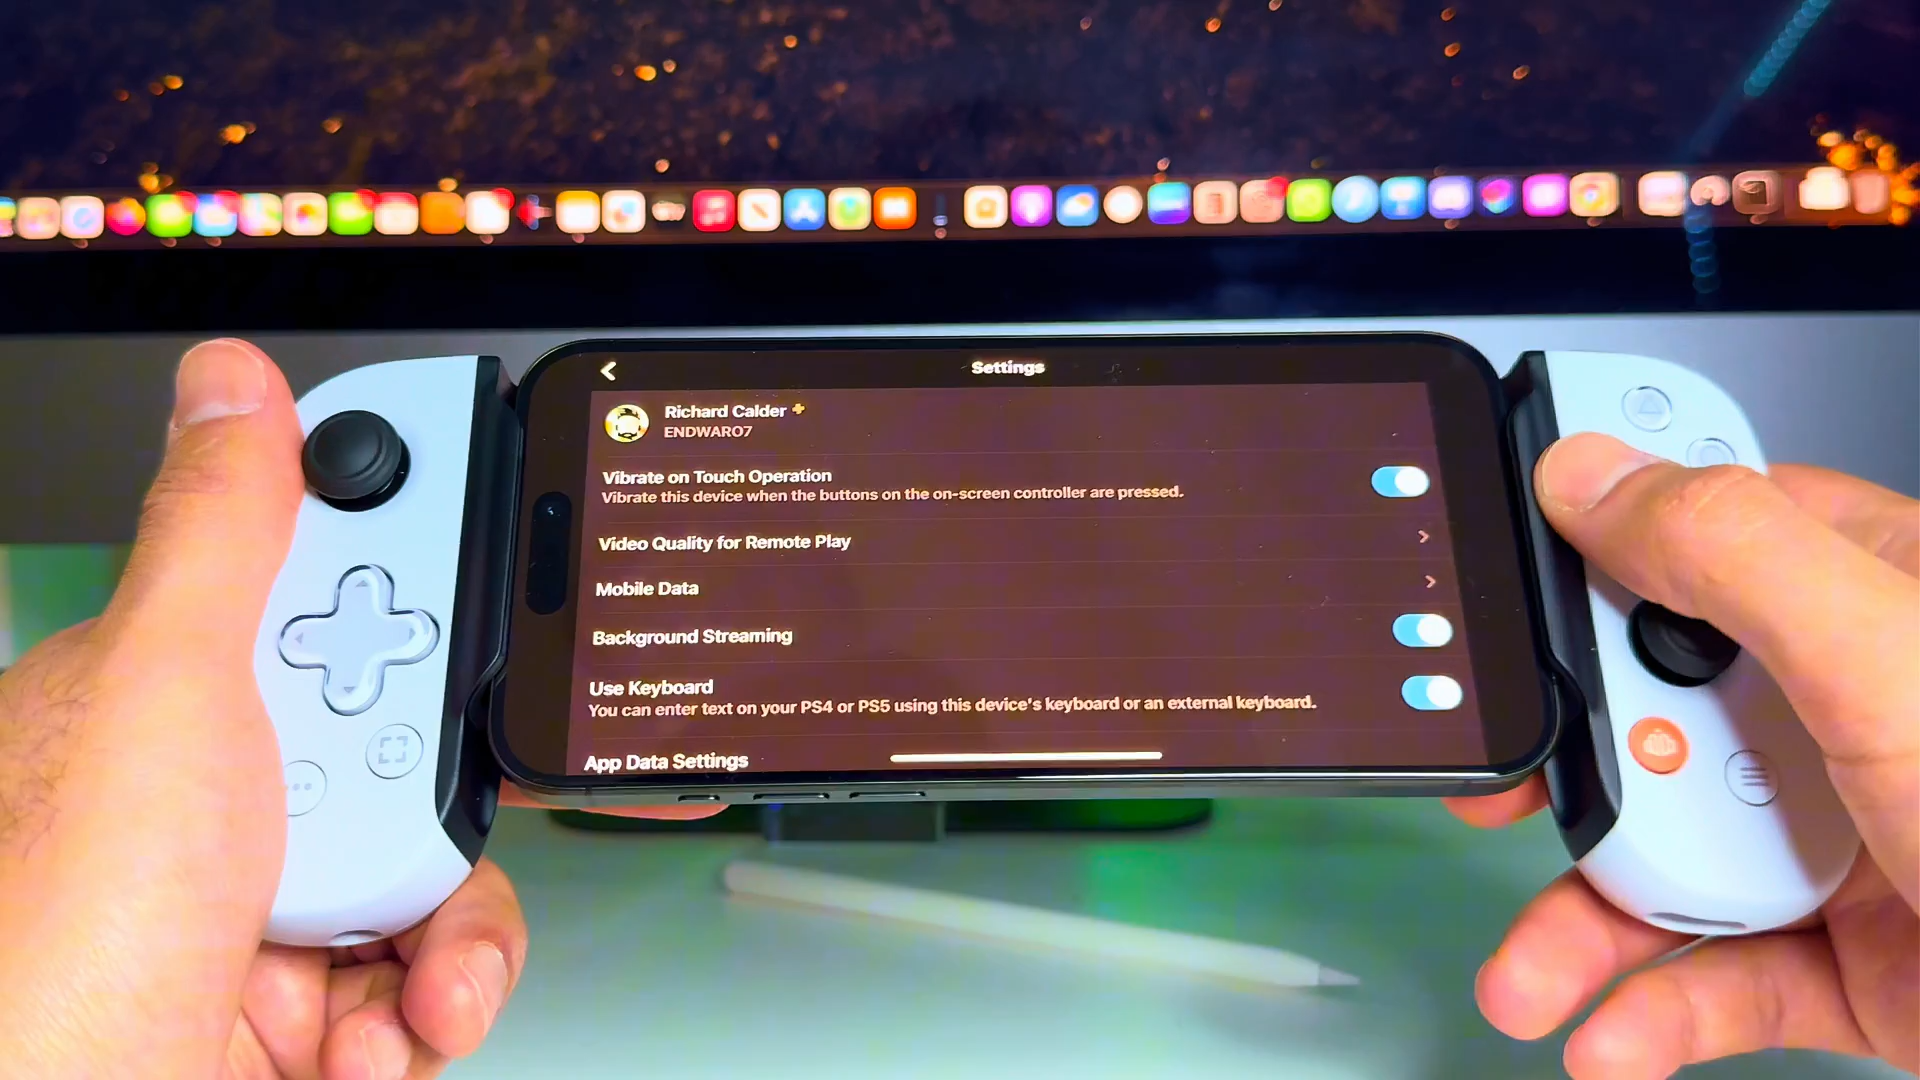 Settings
Richard Calder
ENDWARO7
Vibrate on Touch Operation
Vibrate this device when the buttons on the on-screen controller are pressed.
Video Quality for Remote Play
Mobile Data
Background Streaming
Use Keyboard
You can enter text on your PS4 or PS5 using this device's keyboard or an external keyboard.
App Data Settings